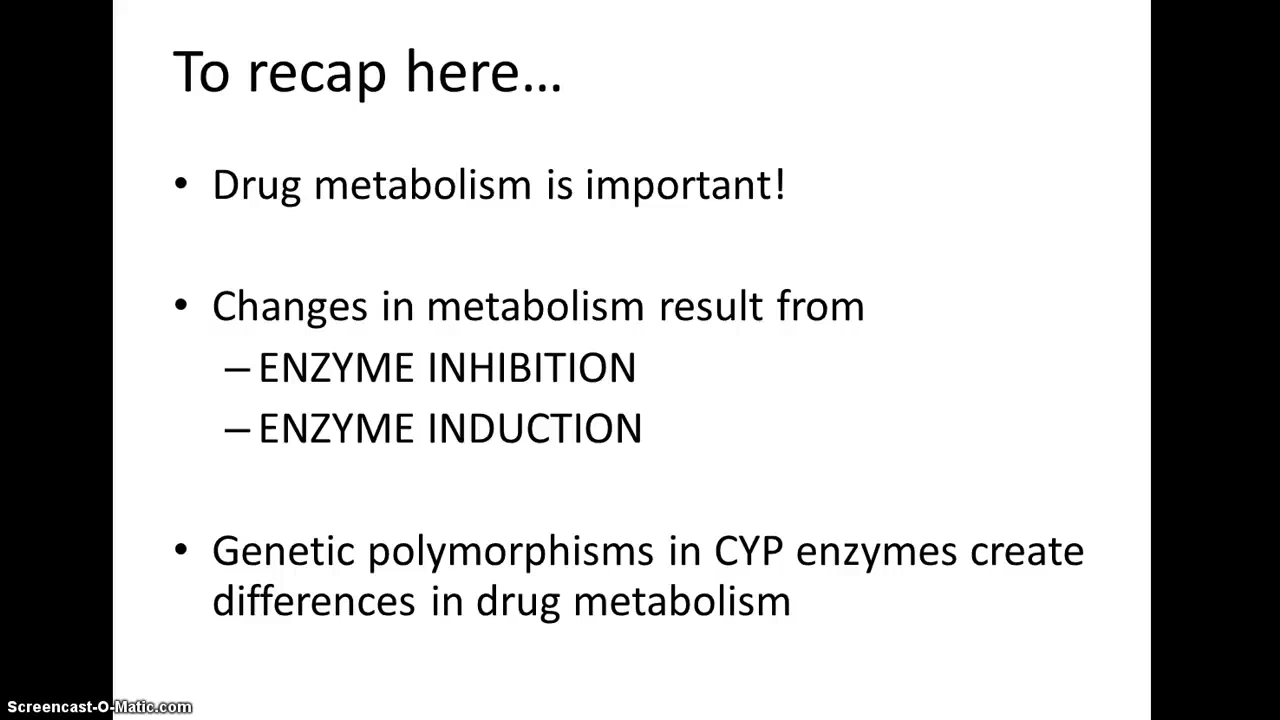 To recap here...
• Drug metabolism is important!
• Changes in metabolism result from
– ENZYME INHIBITION
– ENZYME INDUCTION
• Genetic polymorphisms in CYP enzymes create
differences in drug metabolism
Screencast-O-Matic.com